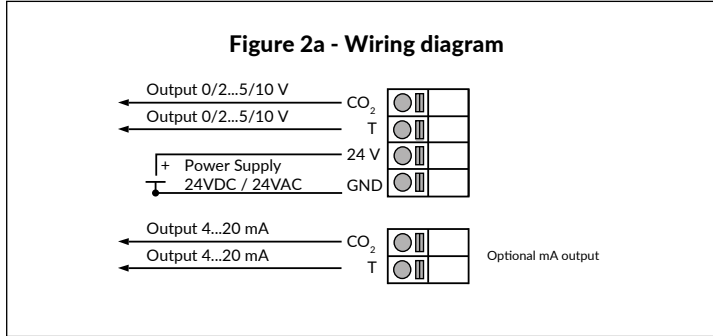 Figure 2a - Wiring diagram
Output 0/2...5/10 V
CO₂
Output 0/2...5/10 V
T
24 V
+ Power Supply
24VDC / 24VAC
GND
Output 4...20 mA
CO₂
Output 4...20 mA
T
Optional mA output